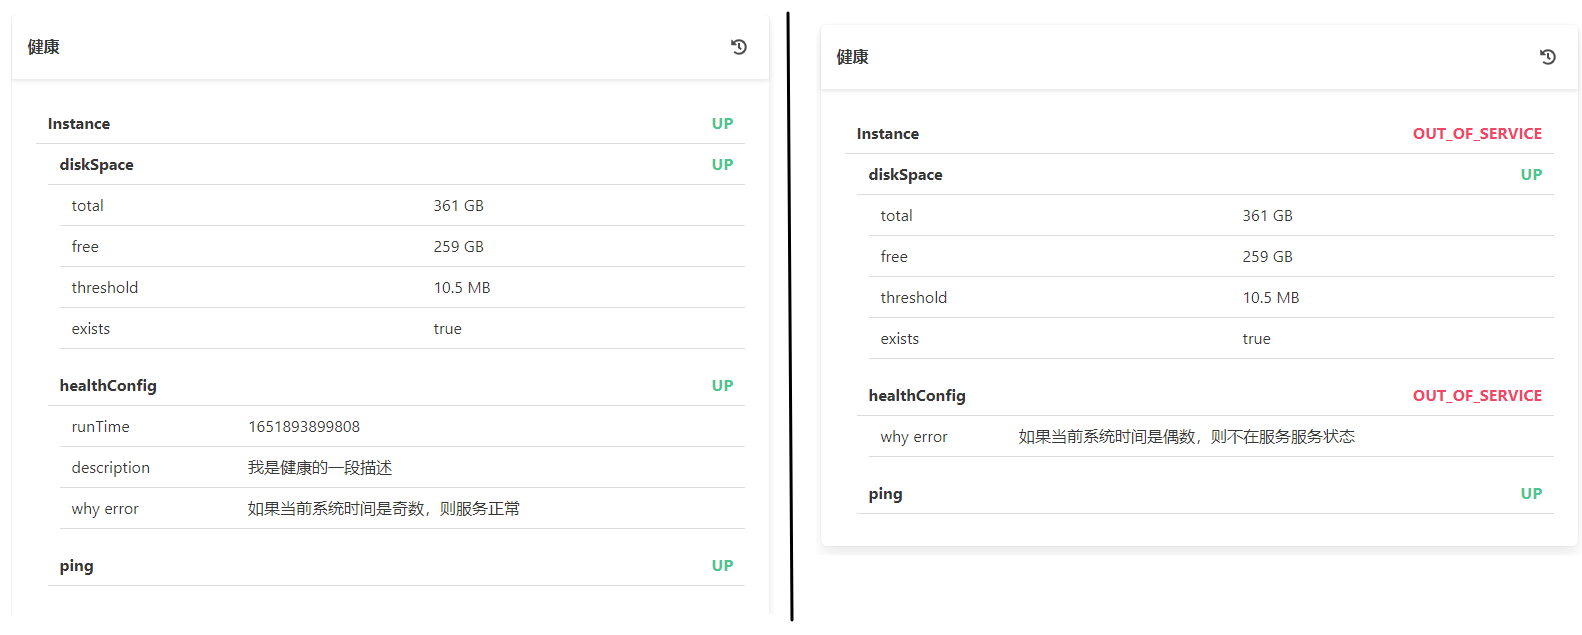 健康
Instance UP
diskSpace UP
total 361 GB
free 259 GB
threshold 10.5 MB
exists true
healthConfig UP
runTime 1651893899808
description 我是健康的一段描述
why error 如果当前系统时间是奇数，则服务正常
ping UP
健康
Instance OUT_OF_SERVICE
diskSpace UP
total 361 GB
free 259 GB
threshold 10.5 MB
exists true
healthConfig OUT_OF_SERVICE
why error 如果当前系统时间是偶数，则不在服务服务状态
ping UP